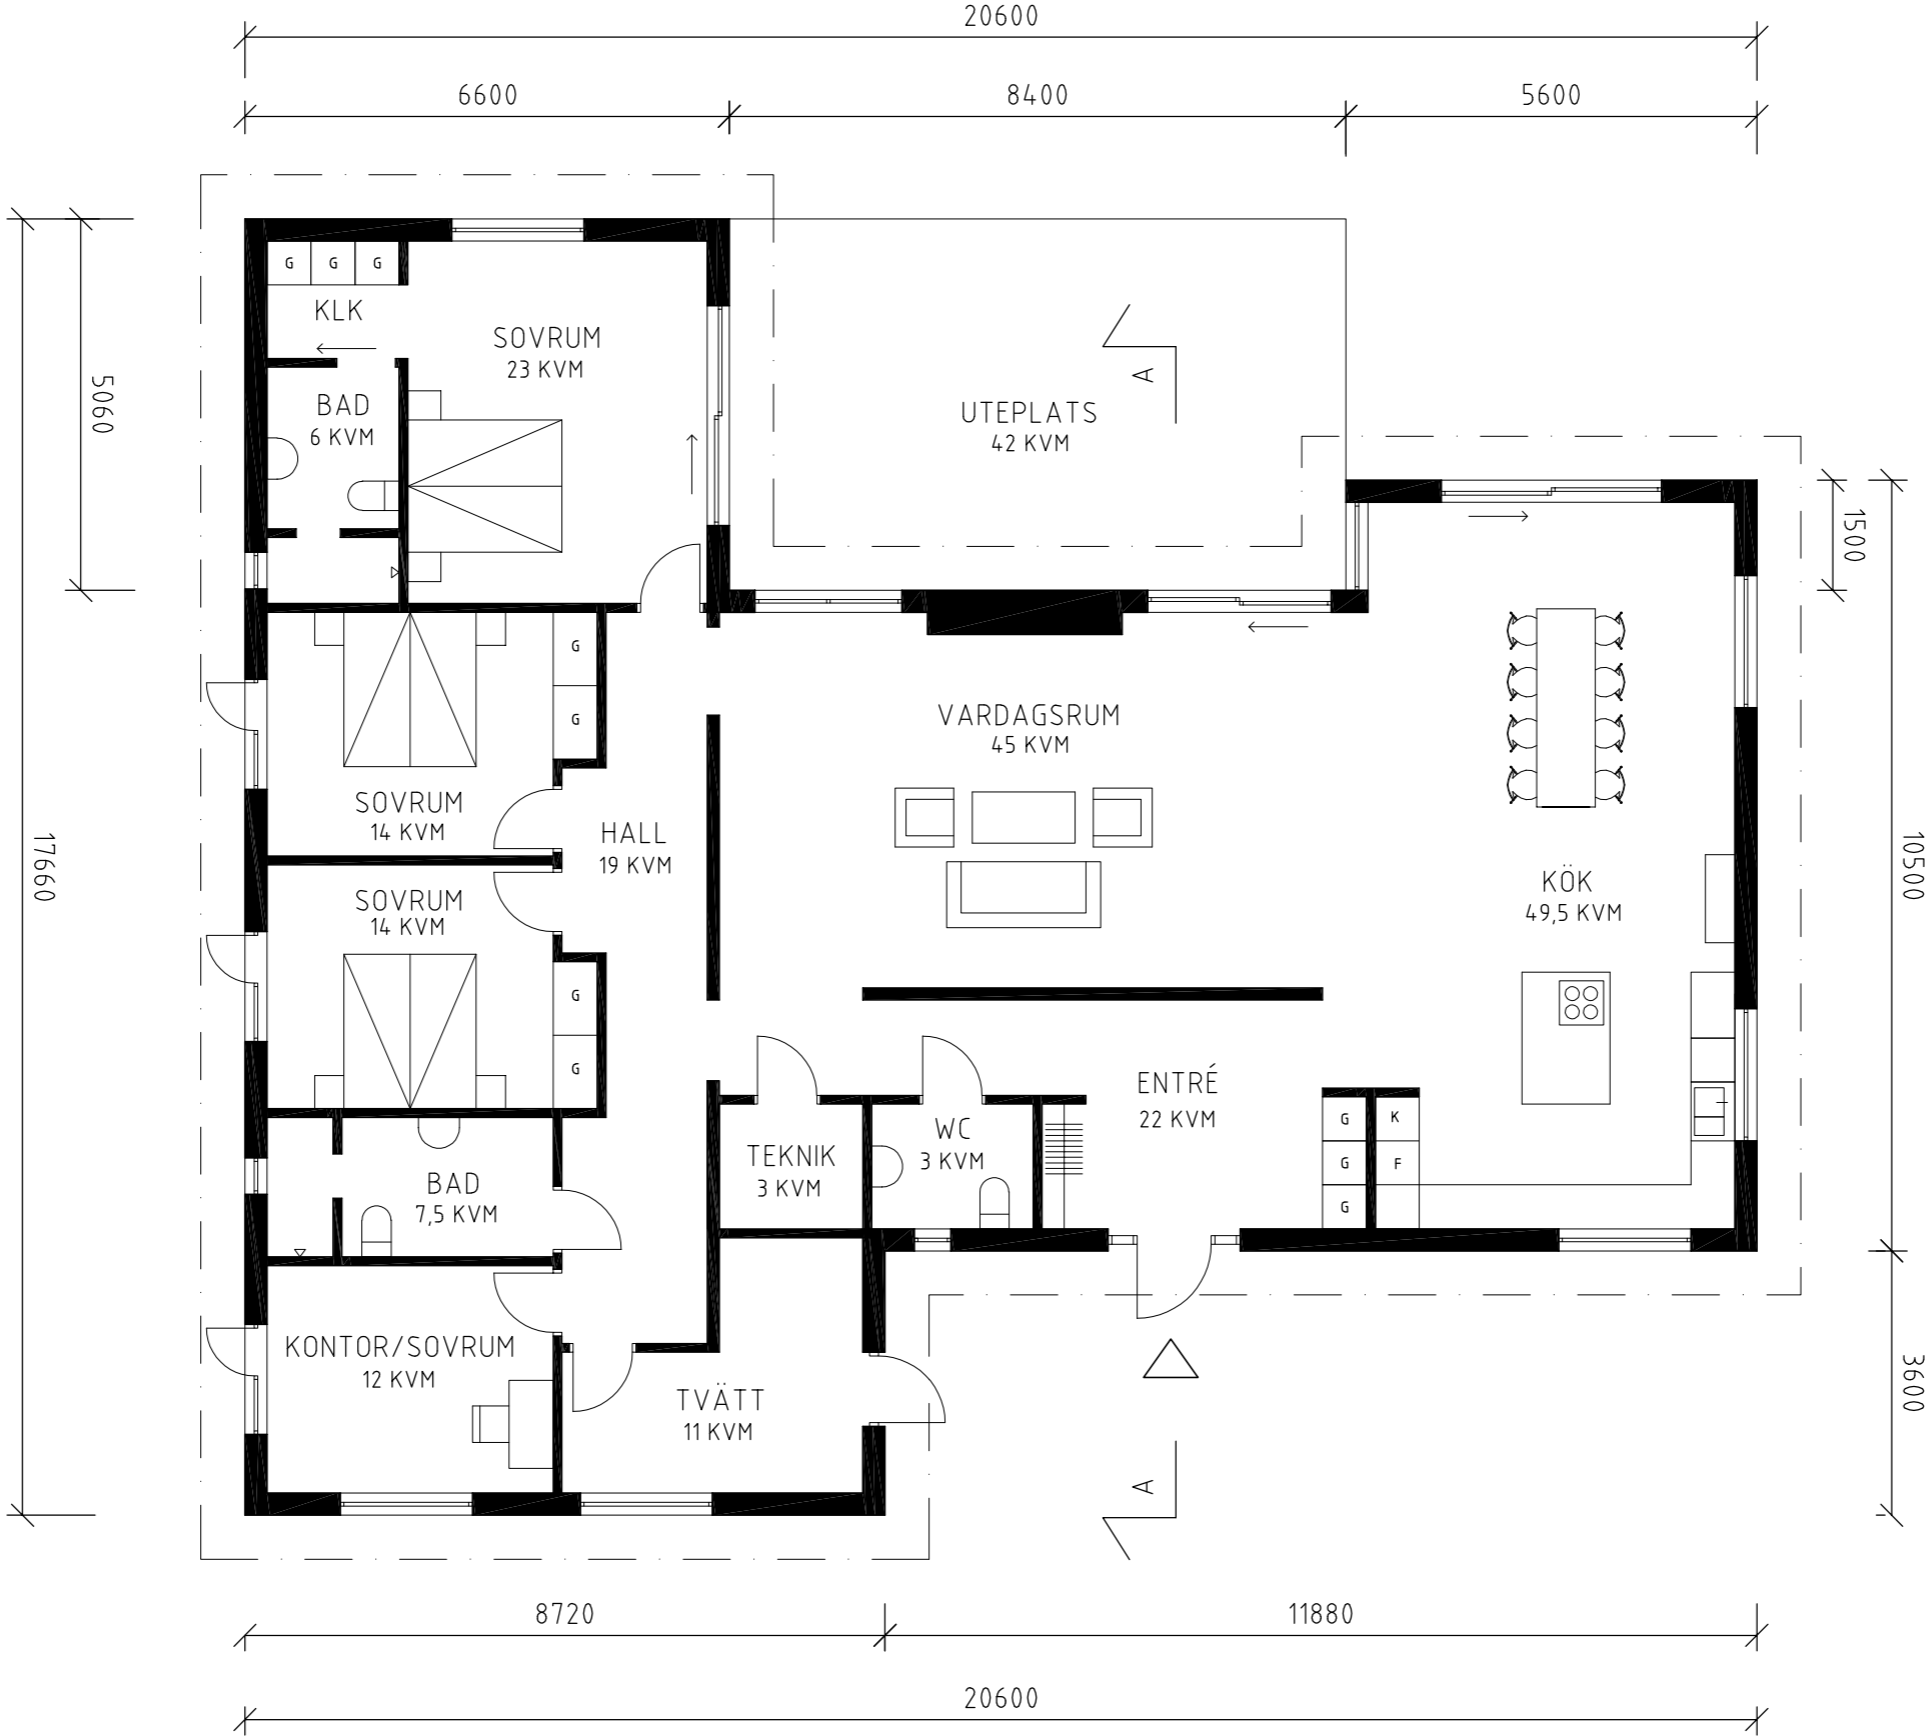 20600
6600
8400
5600
G
G
G
KLK
SOVRUM
23 KVM
BAD
6 KVM
5060
A
UTEPLATS
42 KVM
1500
G
G
SOVRUM
14 KVM
VARDAGSRUM
45 KVM
HALL
19 KVM
17660
SOVRUM
14 KVM
KÖK
49,5 KVM
10500
G
G
ENTRÉ
22 KVM
G
G
G
K
F
WC
3 KVM
TEKNIK
3 KVM
BAD
7,5 KVM
KONTOR/SOVRUM
12 KVM
TVÄTT
11 KVM
3600
A
8720
11880
20600